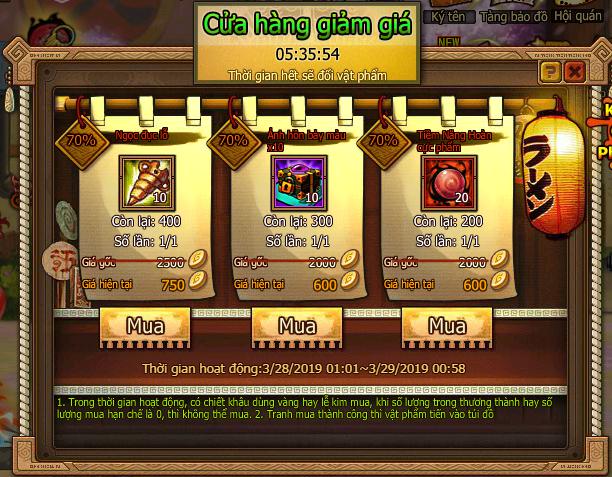 Ký tên Tàng bảo đồ Hội quán
NEW
Cửa hàng giảm giá
05:35:54
Thời gian hết sẽ đổi vật phẩm
?
70%
Ngọc đục lỗ
10
Còn lại: 400
Số lần: 1/1
Giá gốc 2500
Giá hiện tại 750
Mua
70%
Ảnh hồn bảy màu
x10
10
Còn lại: 300
Số lần: 1/1
Giá gốc 2000
Giá hiện tại 600
Mua
70%
Tiềm Năng Hoàn
cực phẩm
20
Còn lại: 200
Số lần: 1/1
Giá gốc 2000
Giá hiện tại 600
Mua
ラーメン
Thời gian hoạt động:3/28/2019 01:01~3/29/2019 00:58
1. Trong thời gian hoạt động, có chiết khấu dùng vàng hay lễ kim mua, khi số lượng trong thương thành hay số
lượng mua hạn chế là 0, thì không thể mua. 2. Tranh mua thành công thì vật phẩm tiến vào túi đồ